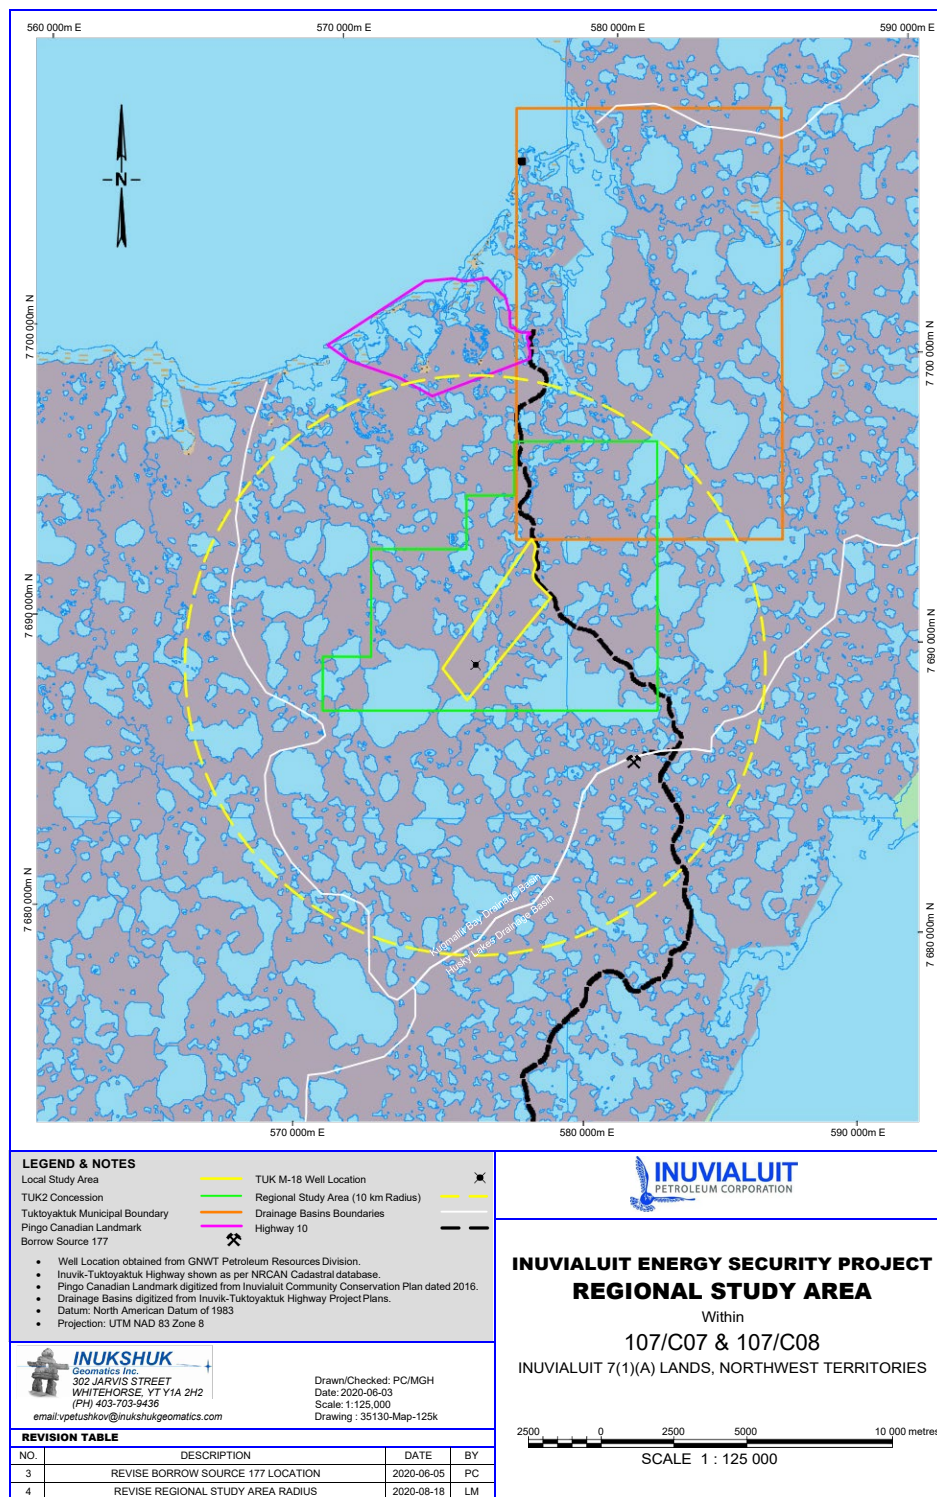 560 000m E 570 000m E 580 000m E 590 000m E
N
7 700 000m N
7 700 000m N
7 690 000m N
7 690 000m N
7 680 000m N
7 680 000m N
Kugmallit Bay Drainage Basin
Husky Lakes Drainage Basin
570 000m E 580 000m E 590 000m E
LEGEND & NOTES
Local Study Area
TUK2 Concession
Tuktoyaktuk Municipal Boundary
Pingo Canadian Landmark
Borrow Source 177
TUK M-18 Well Location
Regional Study Area (10 km Radius)
Drainage Basins Boundaries
Highway 10
• Well Location obtained from GNWT Petroleum Resources Division.
• Inuvik-Tuktoyaktuk Highway shown as per NRCAN Cadastral database.
• Pingo Canadian Landmark digitized from Inuvialuit Community Conservation Plan dated 2016.
• Drainage Basins digitized from Inuvik-Tuktoyaktuk Highway Project Plans.
• Datum: North American Datum of 1983
• Projection: UTM NAD 83 Zone 8
INUKSHUK
Geomatics Inc.
302 JARVIS STREET
WHITEHORSE, YT Y1A 2H2
(PH) 403-703-9436
email:vpetushkov@inukshukgeomatics.com
Drawn/Checked: PC/MGH
Date: 2020-06-03
Scale: 1:125,000
Drawing : 35130-Map-125k
REVISION TABLE
NO. DESCRIPTION DATE BY
3 REVISE BORROW SOURCE 177 LOCATION 2020-06-05 PC
4 REVISE REGIONAL STUDY AREA RADIUS 2020-08-18 LM
INUVIALUIT
PETROLEUM CORPORATION
INUVIALUIT ENERGY SECURITY PROJECT
REGIONAL STUDY AREA
Within
107/C07 & 107/C08
INUVIALUIT 7(1)(A) LANDS, NORTHWEST TERRITORIES
2500 0 2500 5000 10 000 metres
SCALE 1 : 125 000